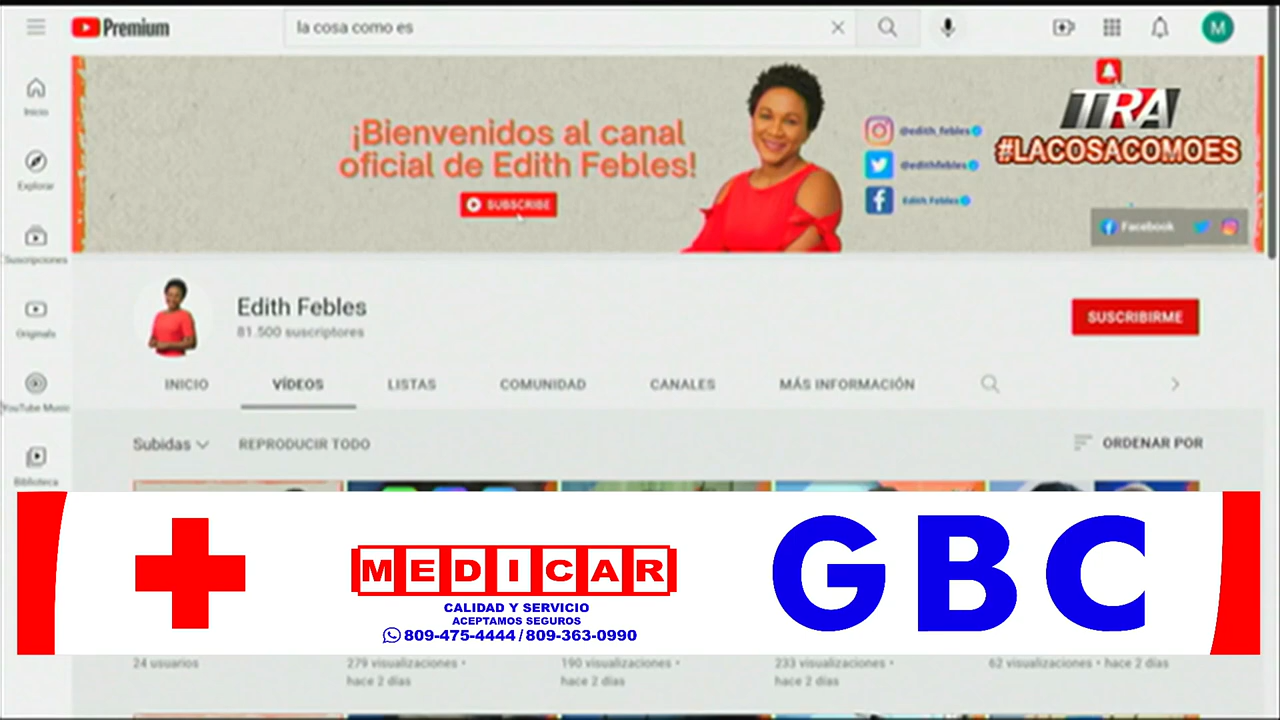 Premium
la cosa como es
M
¡Bienvenidos al canal
oficial de Edith Febles!
SUBSCRIBE
@edith_febles
@edithfebles
Edith Febles
TRA
#LACOSACOMOES
Facebook
Inicio
Explorar
Suscripciones
Originals
YouTube Music
Biblioteca
Edith Febles
81.500 suscriptores
SUSCRIBIRME
INICIO
VÍDEOS
LISTAS
COMUNIDAD
CANALES
MÁS INFORMACIÓN
Subidas
REPRODUCIR TODO
ORDENAR POR
MEDICAR
CALIDAD Y SERVICIO
ACEPTAMOS SEGUROS
809-475-4444 / 809-363-0990
GBC
24 usuarios
279 visualizaciones •
hace 2 días
190 visualizaciones •
hace 2 días
233 visualizaciones •
hace 2 días
62 visualizaciones • hace 2 días